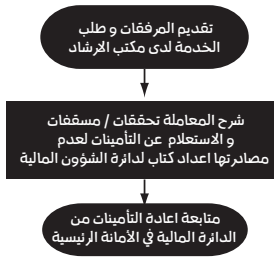 تقديم المرفقات و طلب
الخدمة لدى مكتب الارشاد
شرح المعاملة تحققات / مسقفات
و الاستعلام عن التأمينات لعدم
مصادرتها اعداد كتاب لدائرة الشؤون المالية
متابعة اعادة التأمينات من
الدائرة المالية في الأمانة الرئيسية